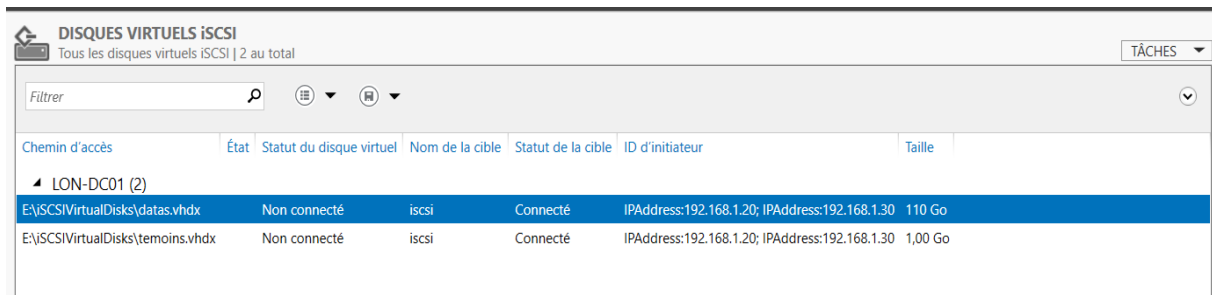 DISQUES VIRTUELS iSCSI
Tous les disques virtuels iSCSI | 2 au total
TÂCHES
Filtrer
Chemin d'accès État Statut du disque virtuel Nom de la cible Statut de la cible ID d'initiateur Taille
LON-DC01 (2)
E:\iSCSIVirtualDisks\datas.vhdx Non connecté iscsi Connecté IPAddress:192.168.1.20; IPAddress:192.168.1.30 110 Go
E:\iSCSIVirtualDisks\temoins.vhdx Non connecté iscsi Connecté IPAddress:192.168.1.20; IPAddress:192.168.1.30 1,00 Go